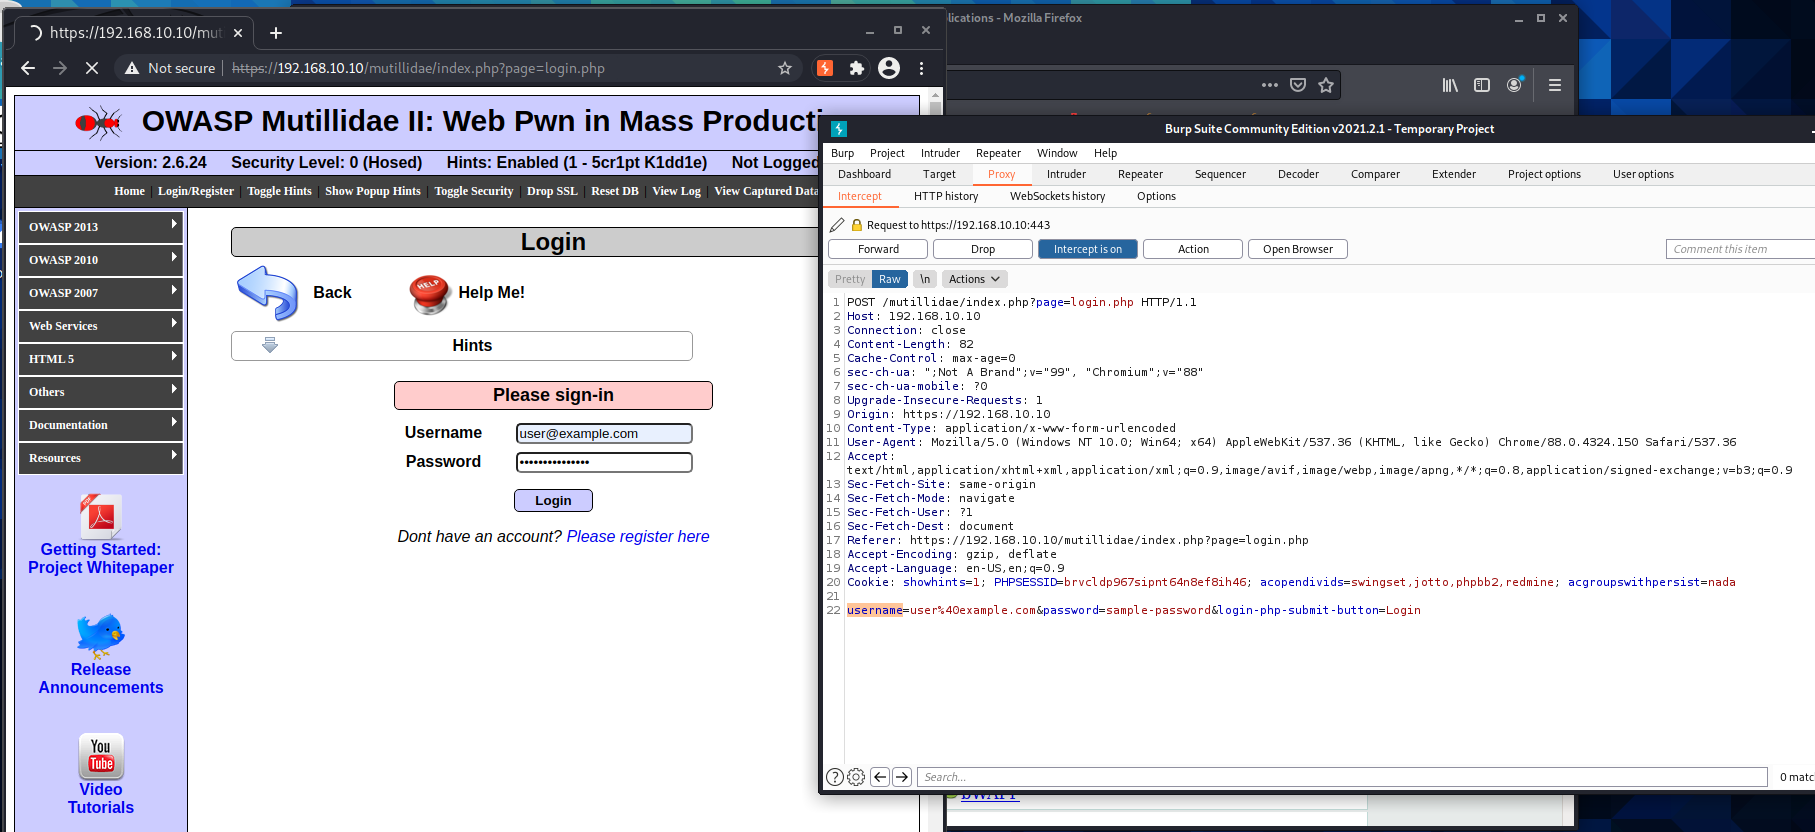 https://192.168.10.10/mut
Not secure
https://192.168.10.10/mutillidae/index.php?page=login.php
OWASP Mutillidae II: Web Pwn in Mass Producti
Version: 2.6.24 Security Level: 0 (Hosed) Hints: Enabled (1 - 5cr1pt K1dd1e) Not Logged
Home | Login/Register | Toggle Hints | Show Popup Hints | Toggle Security | Drop SSL | Reset DB | View Log | View Captured Data
OWASP 2013
OWASP 2010
OWASP 2007
Web Services
HTML 5
Others
Documentation
Resources
Getting Started:
Project Whitepaper
Release
Announcements
You
Tube
Video
Tutorials
Login
Back
HELP
Help Me!
Hints
Please sign-in
Username
user@example.com
Password
•••••••••••••••
Login
Dont have an account? Please register here
lications - Mozilla Firefox
Burp Suite Community Edition v2021.2.1 - Temporary Project
Burp Project Intruder Repeater Window Help
Dashboard Target Proxy Intruder Repeater Sequencer Decoder Comparer Extender Project options User options
Intercept HTTP history WebSockets history Options
Request to https://192.168.10.10:443
Forward Drop Intercept is on Action Open Browser
Comment this item
Pretty Raw \n Actions
1 POST /mutillidae/index.php?page=login.php HTTP/1.1
2 Host: 192.168.10.10
3 Connection: close
4 Content-Length: 82
5 Cache-Control: max-age=0
6 sec-ch-ua: ";Not A Brand";v="99", "Chromium";v="88"
7 sec-ch-ua-mobile: ?0
8 Upgrade-Insecure-Requests: 1
9 Origin: https://192.168.10.10
10 Content-Type: application/x-www-form-urlencoded
11 User-Agent: Mozilla/5.0 (Windows NT 10.0; Win64; x64) AppleWebKit/537.36 (KHTML, like Gecko) Chrome/88.0.4324.150 Safari/537.36
12 Accept:
text/html,application/xhtml+xml,application/xml;q=0.9,image/avif,image/webp,image/apng,*/*;q=0.8,application/signed-exchange;v=b3;q=0.9
13 Sec-Fetch-Site: same-origin
14 Sec-Fetch-Mode: navigate
15 Sec-Fetch-User: ?1
16 Sec-Fetch-Dest: document
17 Referer: https://192.168.10.10/mutillidae/index.php?page=login.php
18 Accept-Encoding: gzip, deflate
19 Accept-Language: en-US,en;q=0.9
20 Cookie: showhints=1; PHPSESSID=brvcldp967sipnt64n8ef8ih46; acopendivids=swingset,jotto,phpbb2,redmine; acgroupswithpersist=nada
21
22 username=user%40example.com&password=sample-password&login-php-submit-button=Login
Search...
0 matc